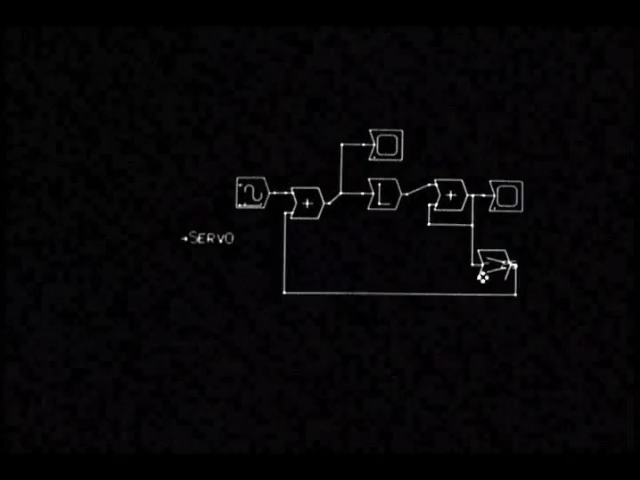 +
L
+
→SERVO